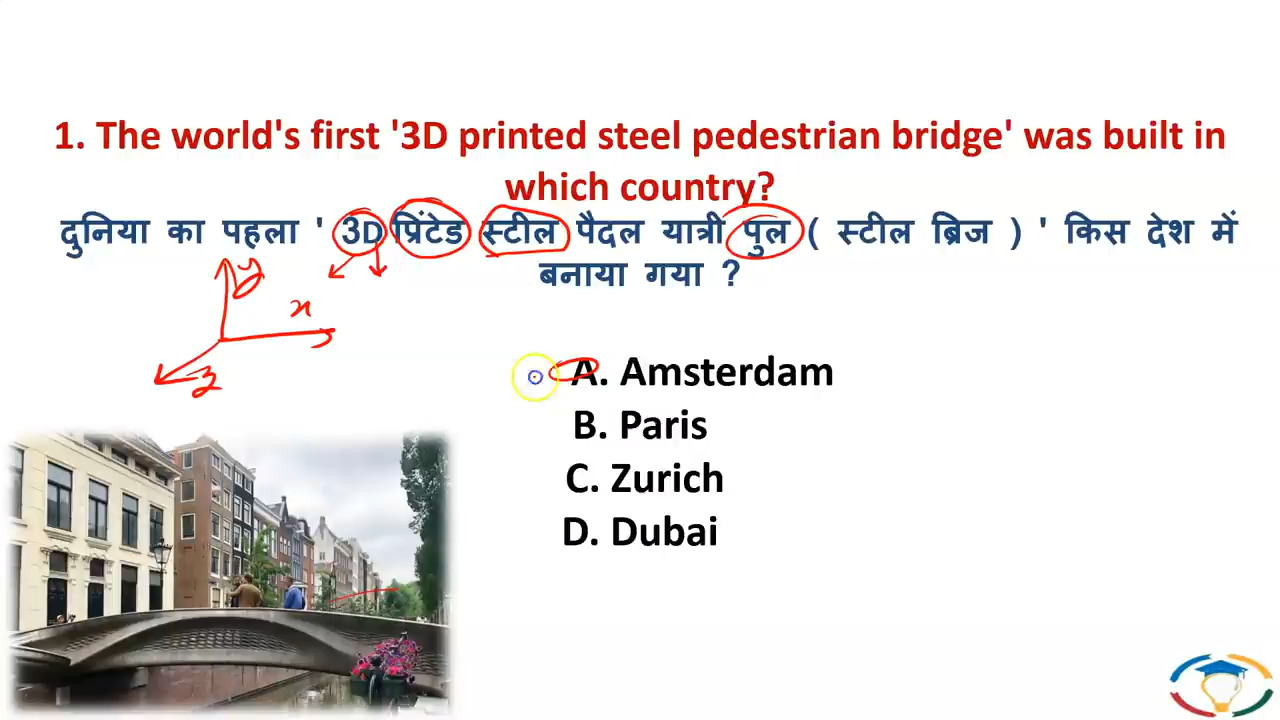 1. The world's first '3D printed steel pedestrian bridge' was built in
which country?
दुनिया का पहला ' 3D प्रिंटेड स्टील पैदल यात्री पुल ( स्टील ब्रिज ) ' किस देश में
बनाया गया ?
y
x
z
A. Amsterdam
B. Paris
C. Zurich
D. Dubai